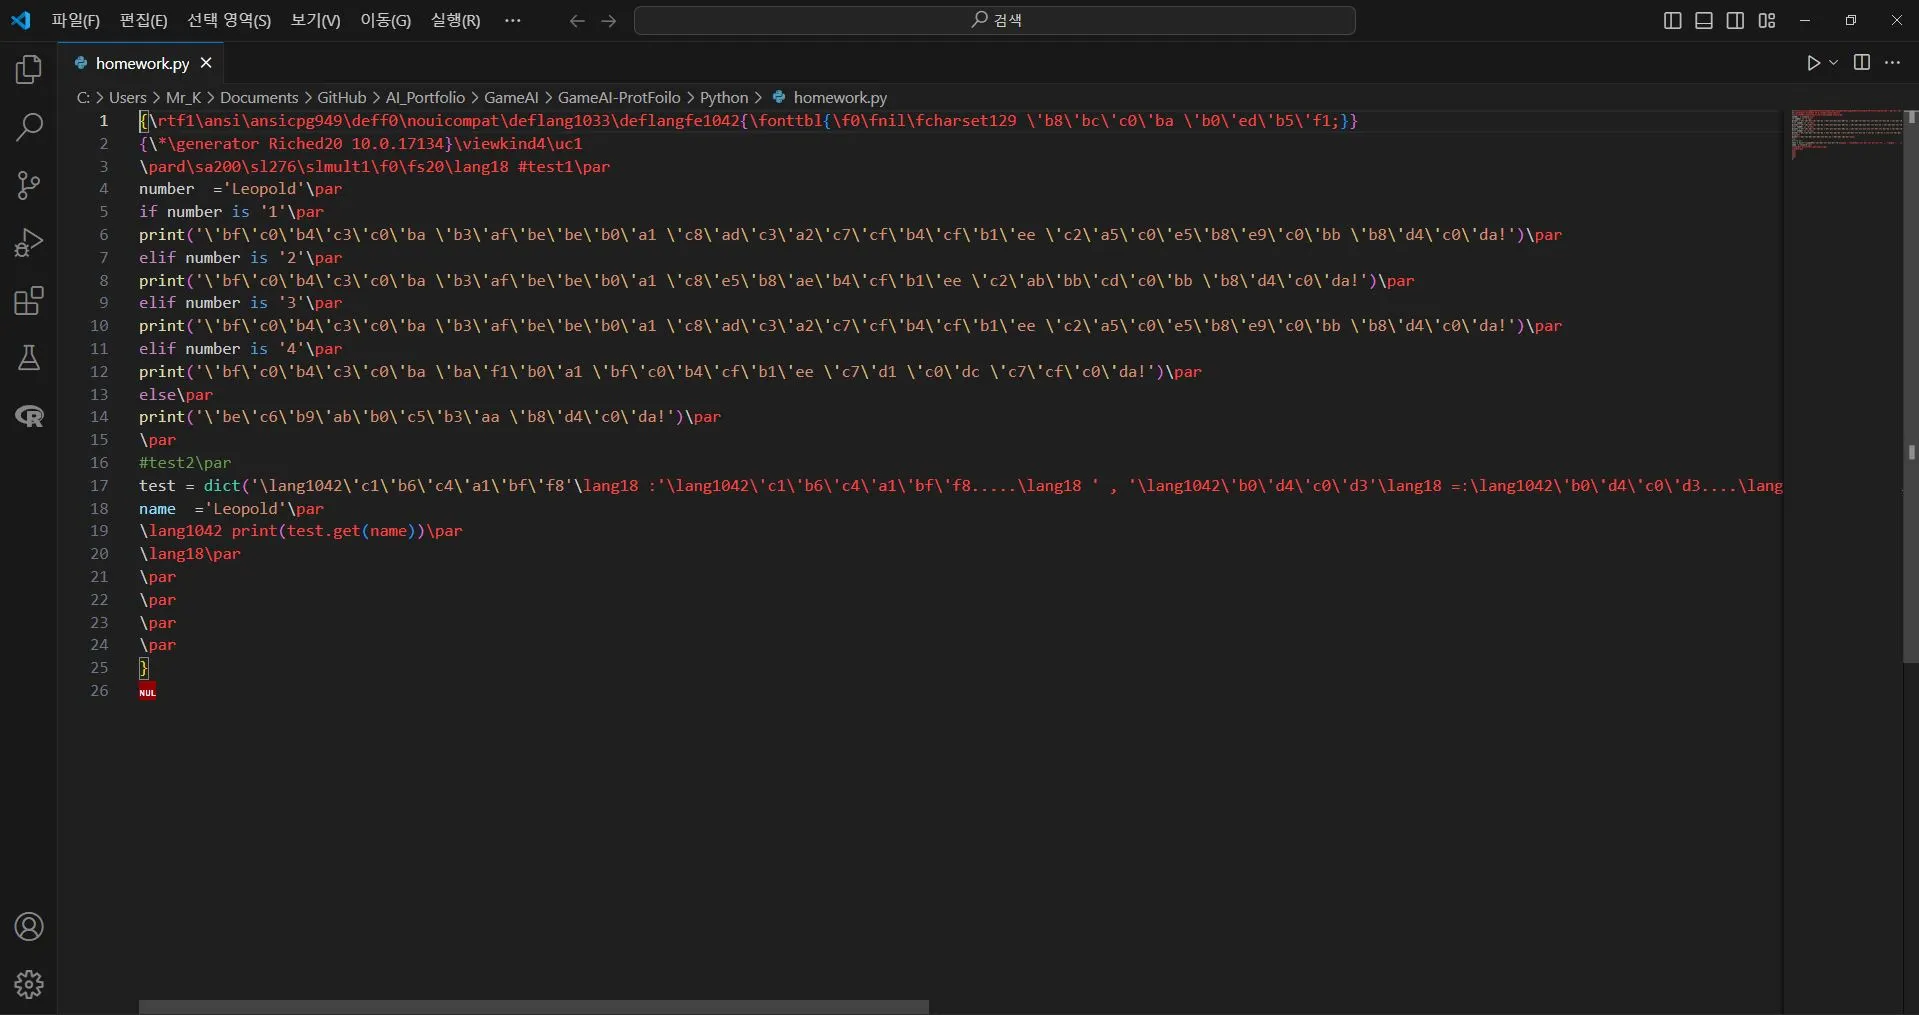 파일(F) 편집(E) 선택 영역(S) 보기(V) 이동(G) 실행(R) ··· 검색
homework.py
C: > Users > Mr_K > Documents > GitHub > AI_Portfolio > GameAI > GameAI-ProtFoilo > Python > homework.py
1 {\rtf1\ansi\ansicpg949\deff0\nouicompat\deflang1033\deflangfe1042{\fonttbl{\f0\fnil\fcharset129 \'b8\'bc\'c0\'ba \'b0\'ed\'b5\'f1;}}
2 {\*\generator Riched20 10.0.17134}\viewkind4\uc1
3 \pard\sa200\sl276\slmult1\f0\fs20\lang18 #test1\par
4 number  ='Leopold'\par
5 if number is '1'\par
6 print('\'bf\'c0\'b4\'c3\'c0\'ba \'b3\'af\'be\'be\'b0\'a1 \'c8\'ad\'c3\'a2\'c7\'cf\'b4\'cf\'b1\'ee \'c2\'a5\'c0\'e5\'b8\'e9\'c0\'bb \'b8\'d4\'c0\'da!')\par
7 elif number is '2'\par
8 print('\'bf\'c0\'b4\'c3\'c0\'ba \'b3\'af\'be\'be\'b0\'a1 \'c8\'e5\'b8\'ae\'b4\'cf\'b1\'ee \'c2\'ab\'bb\'cd\'c0\'bb \'b8\'d4\'c0\'da!')\par
9 elif number is '3'\par
10 print('\'bf\'c0\'b4\'c3\'c0\'ba \'b3\'af\'be\'be\'b0\'a1 \'c8\'ad\'c3\'a2\'c7\'cf\'b4\'cf\'b1\'ee \'c2\'a5\'c0\'e5\'b8\'e9\'c0\'bb \'b8\'d4\'c0\'da!')\par
11 elif number is '4'\par
12 print('\'bf\'c0\'b4\'c3\'c0\'ba \'ba\'f1\'b0\'a1 \'bf\'c0\'b4\'cf\'b1\'ee \'c7\'d1 \'c0\'dc \'c7\'cf\'c0\'da!')\par
13 else\par
14 print('\'be\'c6\'b9\'ab\'b0\'c5\'b3\'aa \'b8\'d4\'c0\'da!')\par
15 \par
16 #test2\par
17 test = dict('\lang1042\'c1\'b6\'c4\'a1\'bf\'f8'\lang18 :'\lang1042\'c1\'b6\'c4\'a1\'bf\'f8.....\lang18 ' , '\lang1042\'b0\'d4\'c0\'d3'\lang18 =:\lang1042\'b0\'d4\'c0\'d3....\lang
18 name  ='Leopold'\par
19 \lang1042 print(test.get(name))\par
20 \lang18\par
21 \par
22 \par
23 \par
24 \par
25 }
26 NUL